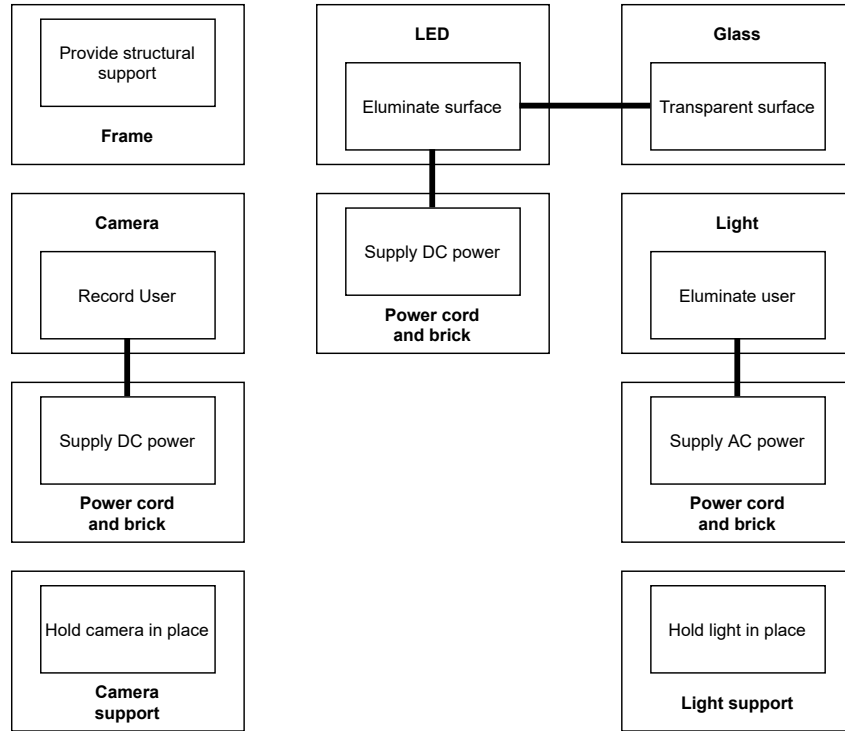 Provide structural
support
Frame
LED
Eluminate surface
Glass
Transparent surface
Camera
Record User
Supply DC power
Power cord
and brick
Light
Eluminate user
Supply DC power
Power cord
and brick
Supply AC power
Power cord
and brick
Hold camera in place
Camera
support
Hold light in place
Light support